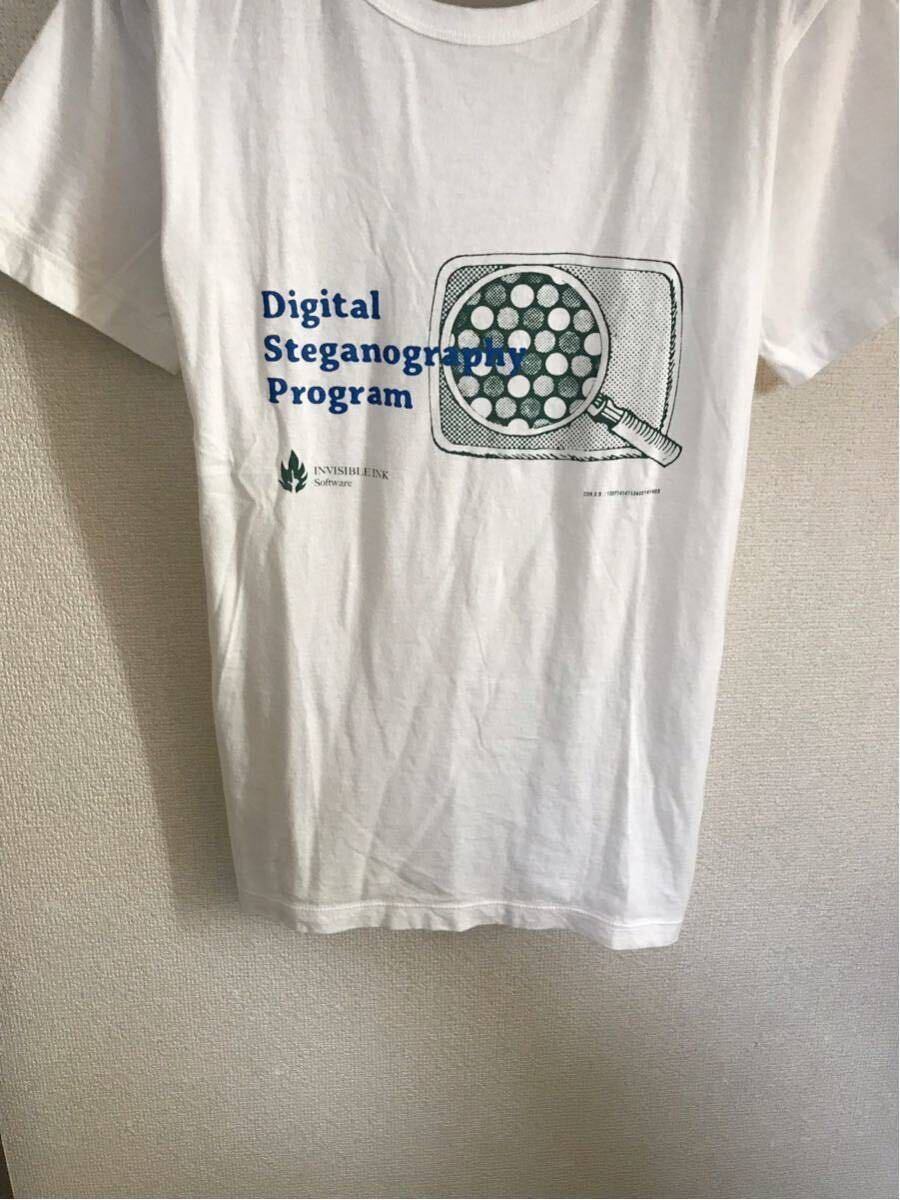 Digital
Steganography
Program
INVISIBLE INK
Software